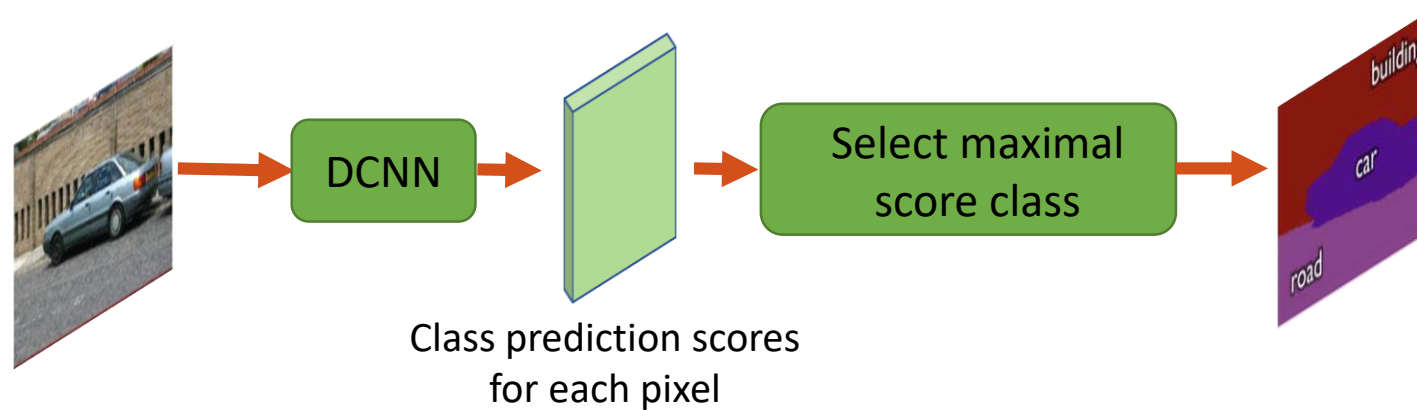 DCNN
Class prediction scores
for each pixel
Select maximal
score class
building
car
road